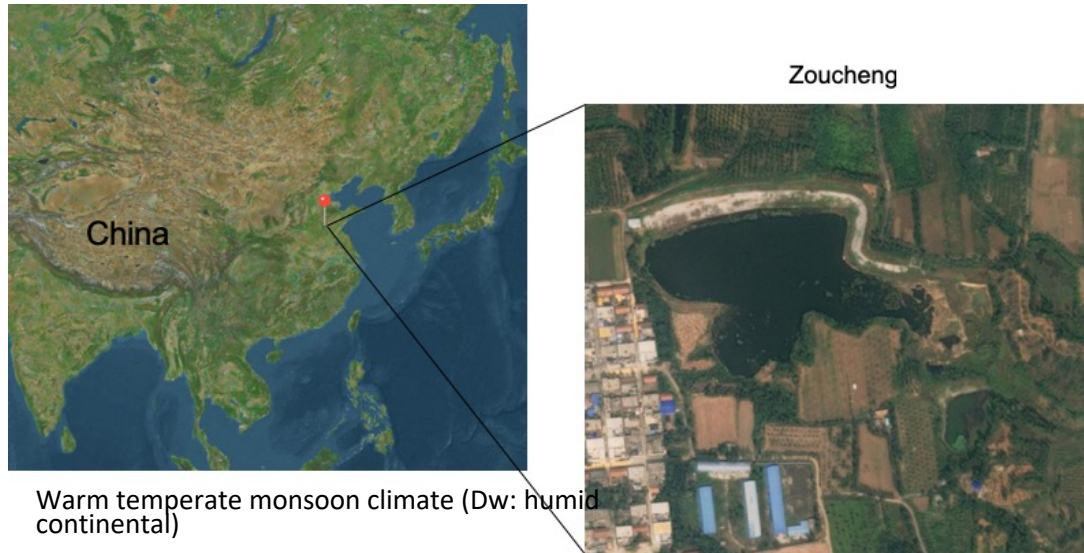 Zoucheng
China
Warm temperate monsoon climate (Dw: humid
continental)